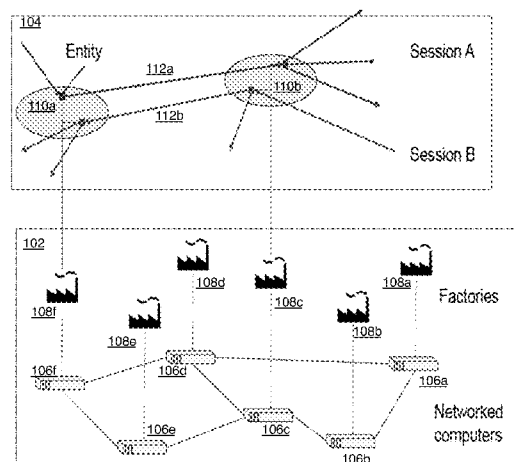 104
Entity
Session A
112a
110a
110b
112b
Session B
102
108d
108a
108f
108c
Factories
108e
108b
106f
106d
106a
106e
106c
Networked
computers
106b